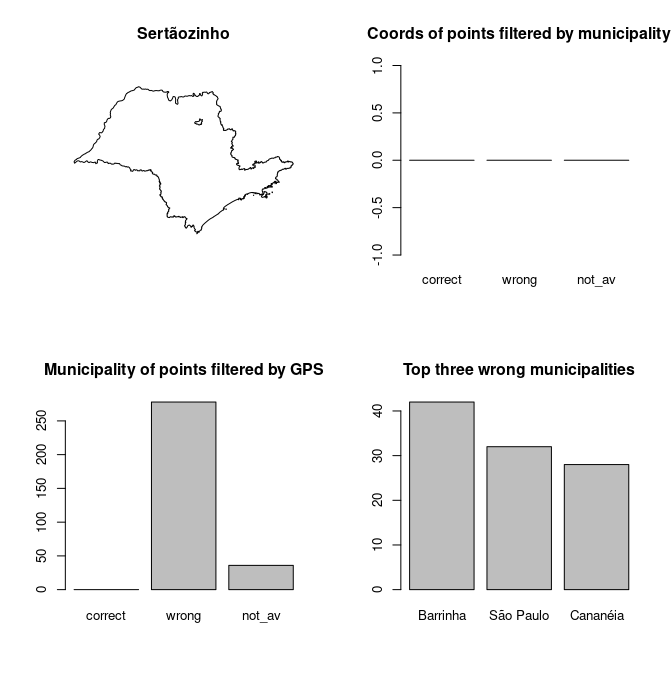 Sertãozinho
Coords of points filtered by municipality
1.0
0.5
0.0
-0.5
-1.0
correct wrong not_av
Municipality of points filtered by GPS
250
200
150
100
50
0
correct wrong not_av
Top three wrong municipalities
40
30
20
10
0
Barrinha São Paulo Cananéia